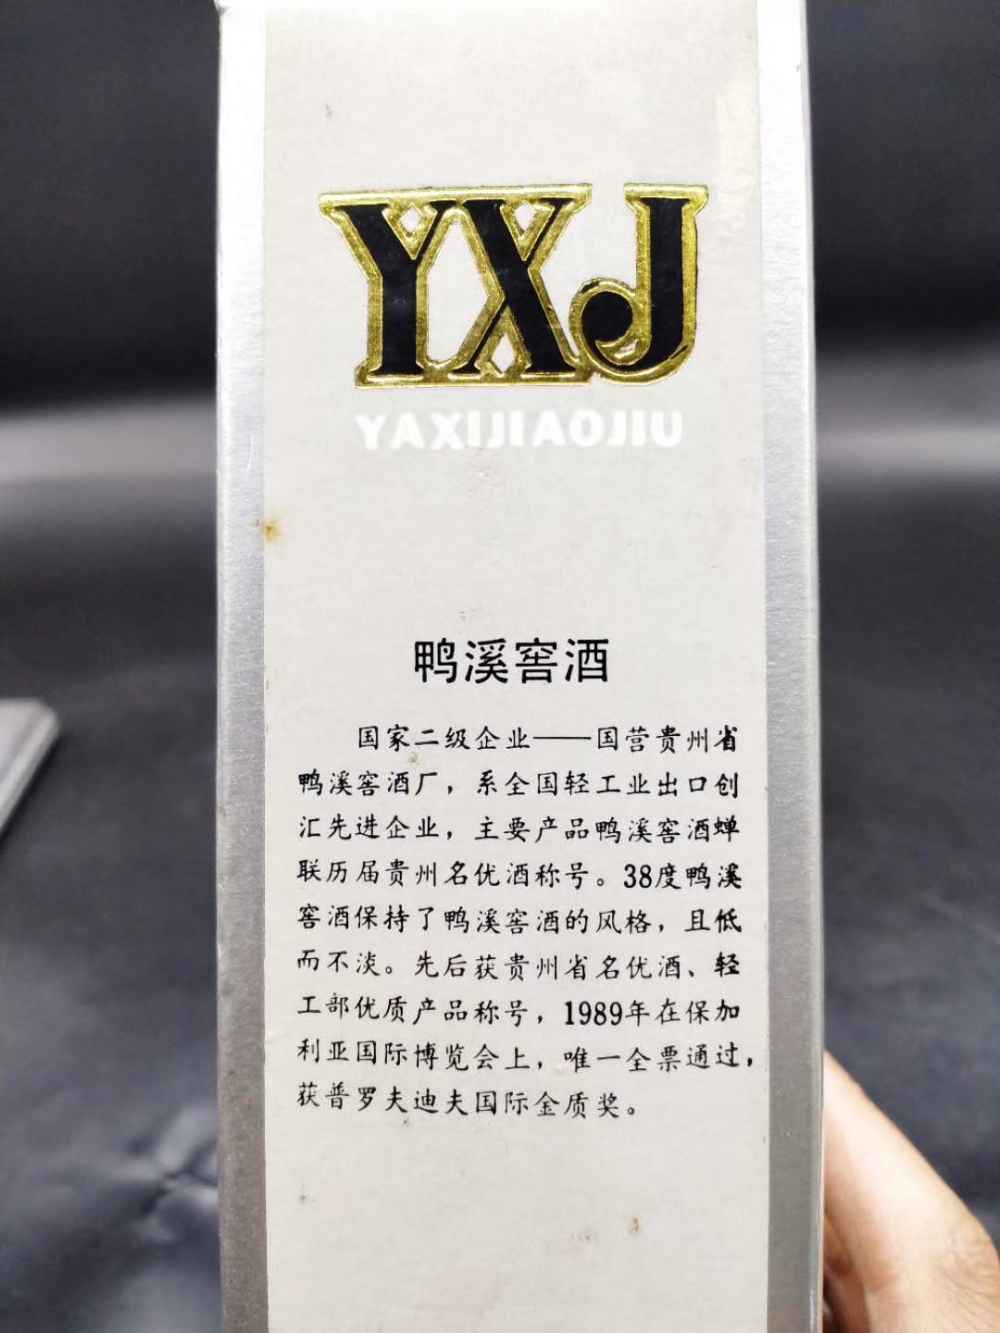 YXJ
YAXIJIAOJIU
鸭溪窖酒
国家二级企业——国营贵州省
鸭溪窖酒厂，系全国轻工业出口创
汇先进企业，主要产品鸭溪窖酒蝉
联历届贵州名优酒称号。38度鸭溪
窖酒保持了鸭溪窖酒的风格，且低
而不淡。先后获贵州省名优酒、轻
工部优质产品称号，1989年在保加
利亚国际博览会上，唯一全票通过，
获普罗夫迪夫国际金质奖。